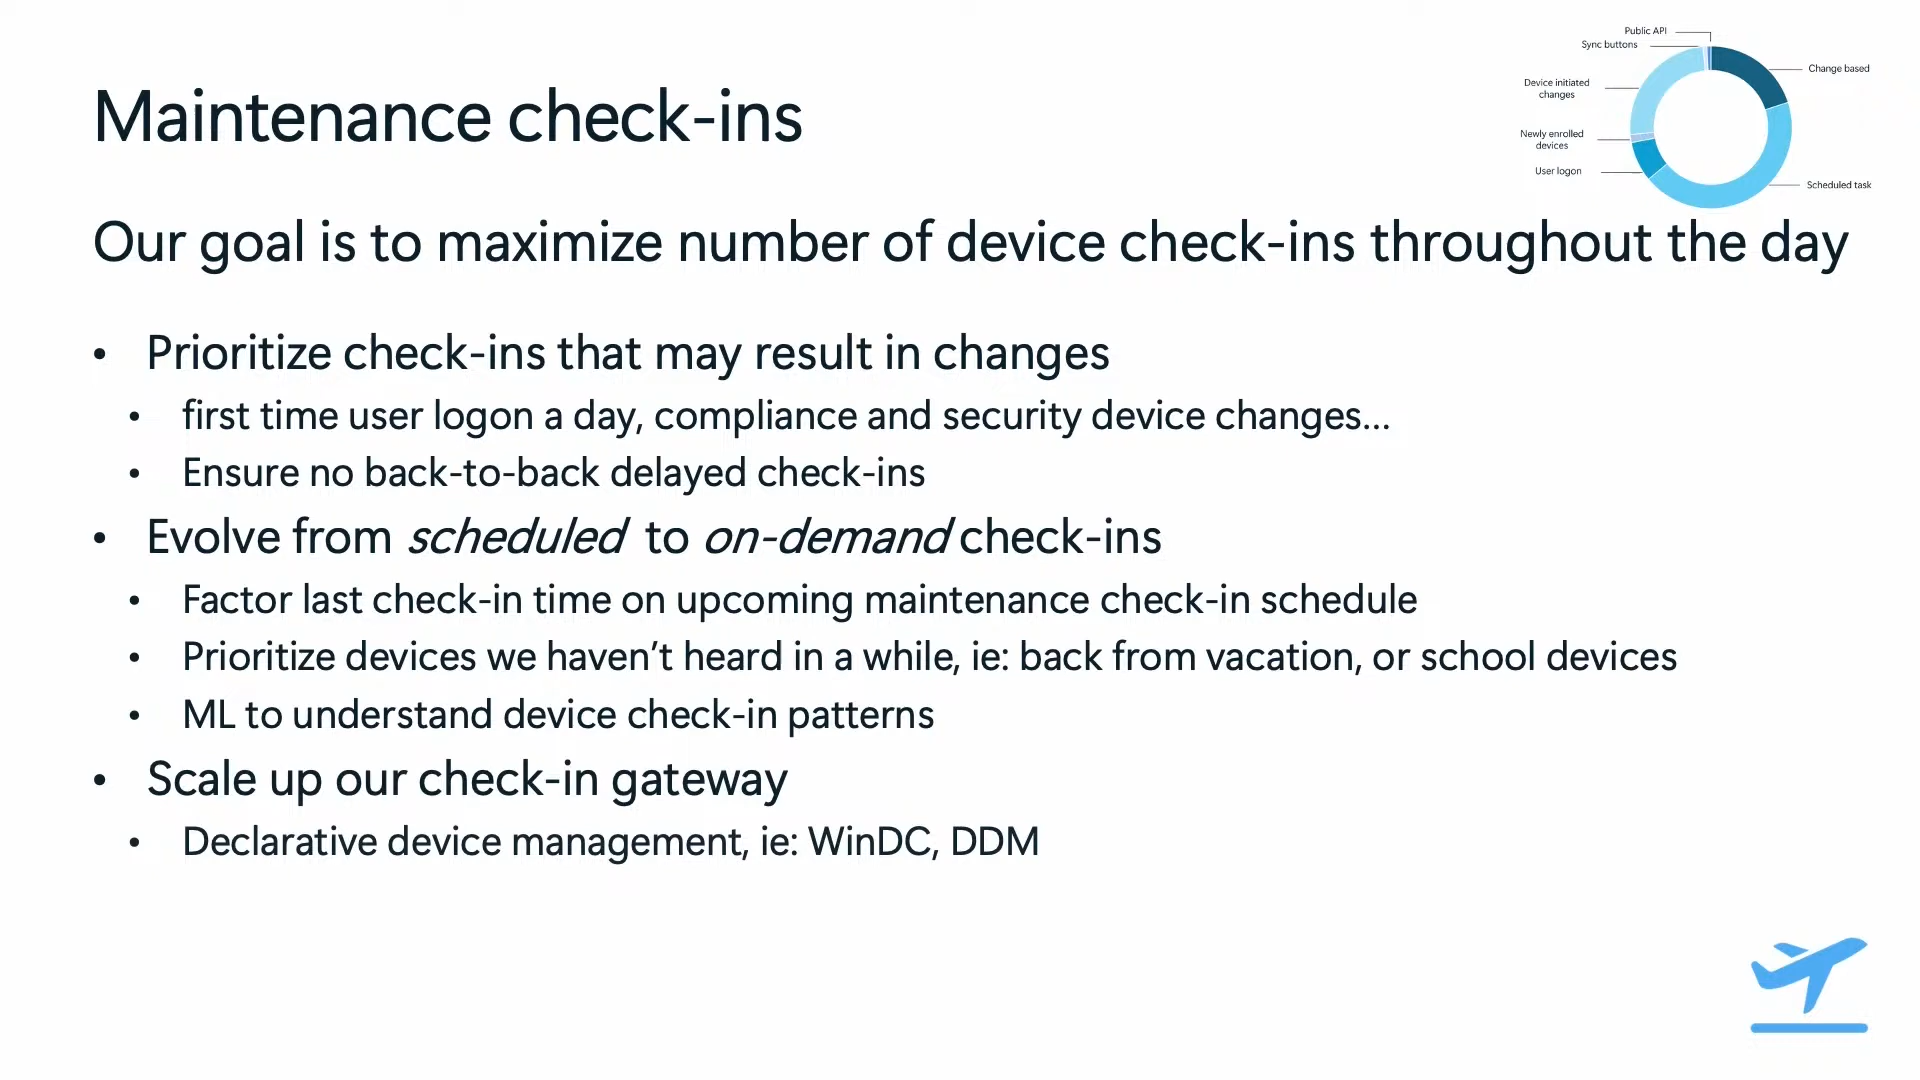 Maintenance check-ins
Public API
Sync buttons
Change based
Device initiated
changes
Newly enrolled
devices
User logon
Scheduled task
Our goal is to maximize number of device check-ins throughout the day
• Prioritize check-ins that may result in changes
• first time user logon a day, compliance and security device changes...
• Ensure no back-to-back delayed check-ins
• Evolve from scheduled to on-demand check-ins
• Factor last check-in time on upcoming maintenance check-in schedule
• Prioritize devices we haven’t heard in a while, ie: back from vacation, or school devices
• ML to understand device check-in patterns
• Scale up our check-in gateway
• Declarative device management, ie: WinDC, DDM